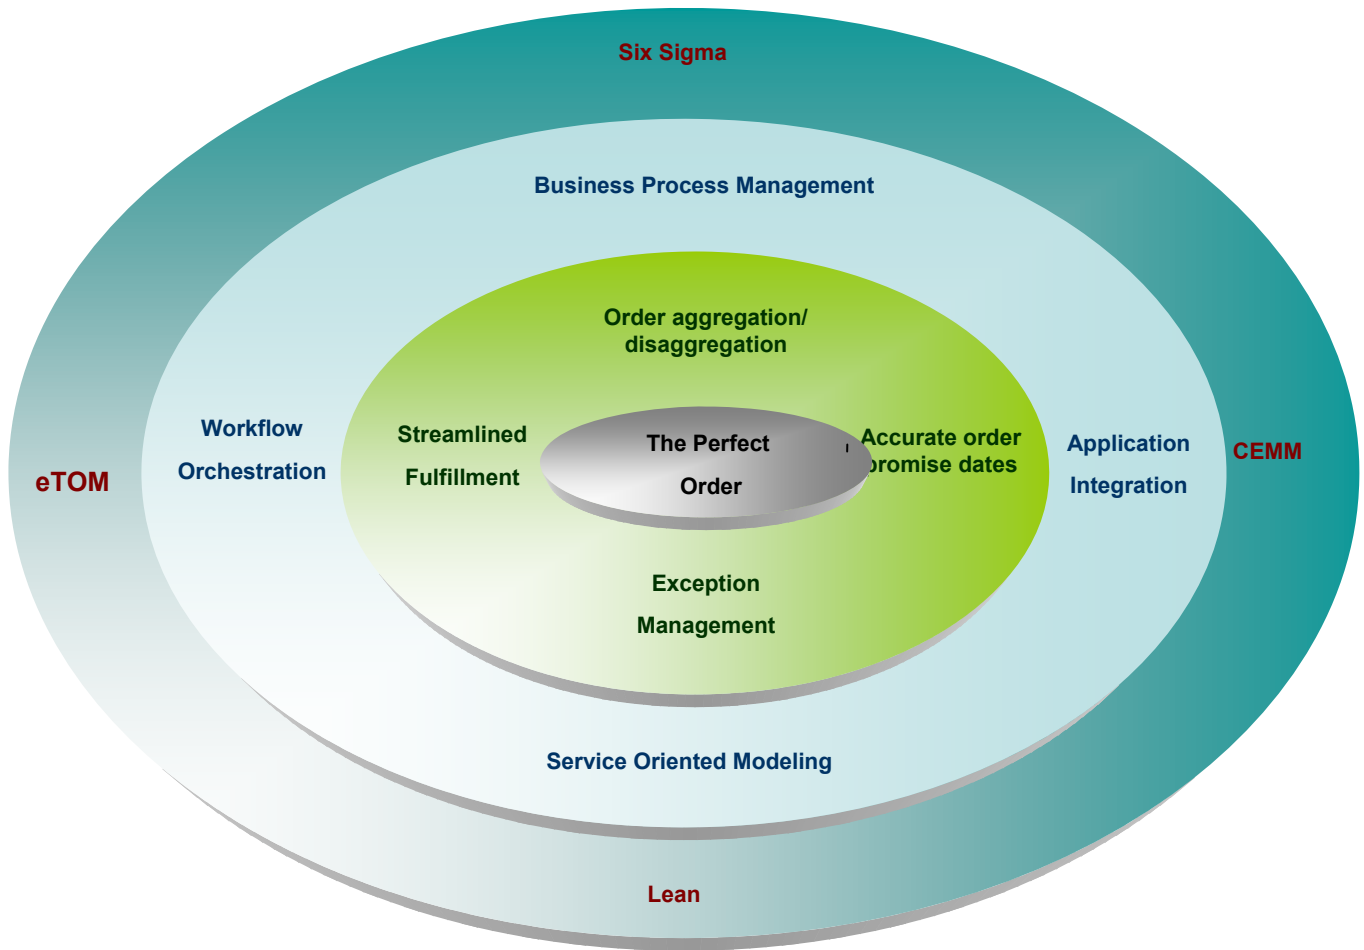 Six Sigma
Business Process Management
Order aggregation/
disaggregation
Workflow
Orchestration
Streamlined
Fulfillment
The Perfect
Order
Accurate order
promise dates
Application
Integration
CEMM
eTOM
Exception
Management
Service Oriented Modeling
Lean